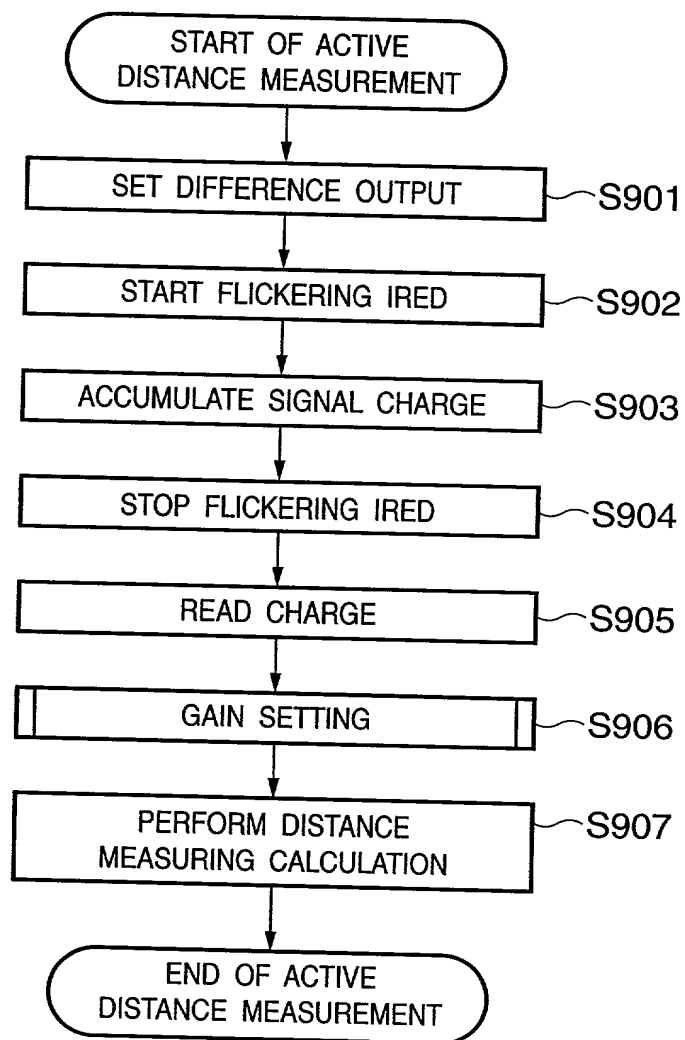 START OF ACTIVE
DISTANCE MEASUREMENT
SET DIFFERENCE OUTPUT
S901
START FLICKERING IRED
S902
ACCUMULATE SIGNAL CHARGE
S903
STOP FLICKERING IRED
S904
READ CHARGE
S905
GAIN SETTING
S906
PERFORM DISTANCE
MEASURING CALCULATION
S907
END OF ACTIVE
DISTANCE MEASUREMENT